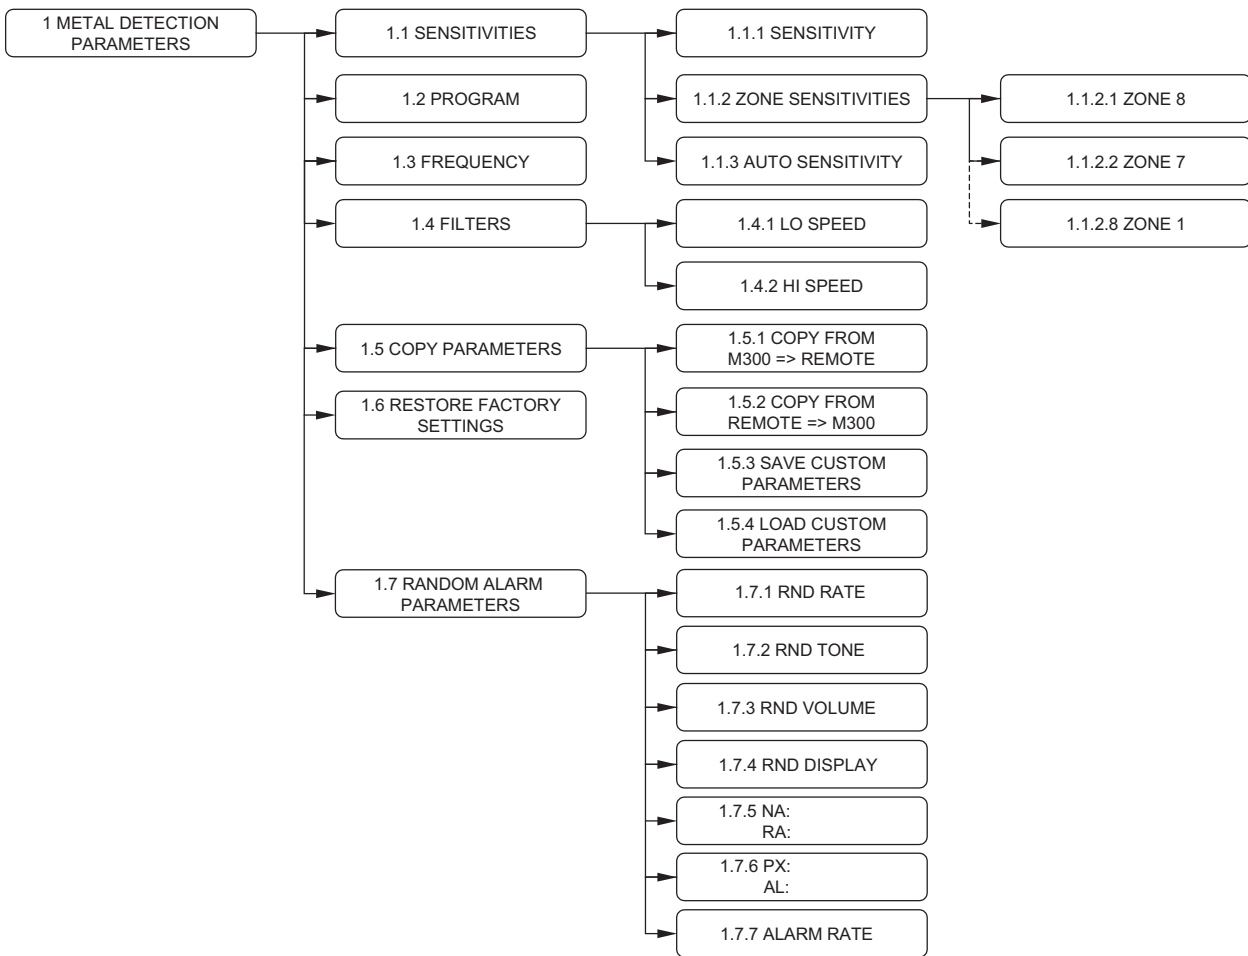 1 METAL DETECTION
PARAMETERS
1.1 SENSITIVITIES
1.1.1 SENSITIVITY
1.1.2 ZONE SENSITIVITIES
1.1.2.1 ZONE 8
1.1.2.2 ZONE 7
1.1.2.8 ZONE 1
1.1.3 AUTO SENSITIVITY
1.2 PROGRAM
1.3 FREQUENCY
1.4 FILTERS
1.4.1 LO SPEED
1.4.2 HI SPEED
1.5 COPY PARAMETERS
1.5.1 COPY FROM
M300 => REMOTE
1.5.2 COPY FROM
REMOTE => M300
1.5.3 SAVE CUSTOM
PARAMETERS
1.5.4 LOAD CUSTOM
PARAMETERS
1.6 RESTORE FACTORY
SETTINGS
1.7 RANDOM ALARM
PARAMETERS
1.7.1 RND RATE
1.7.2 RND TONE
1.7.3 RND VOLUME
1.7.4 RND DISPLAY
1.7.5 NA:
RA:
1.7.6 PX:
AL:
1.7.7 ALARM RATE